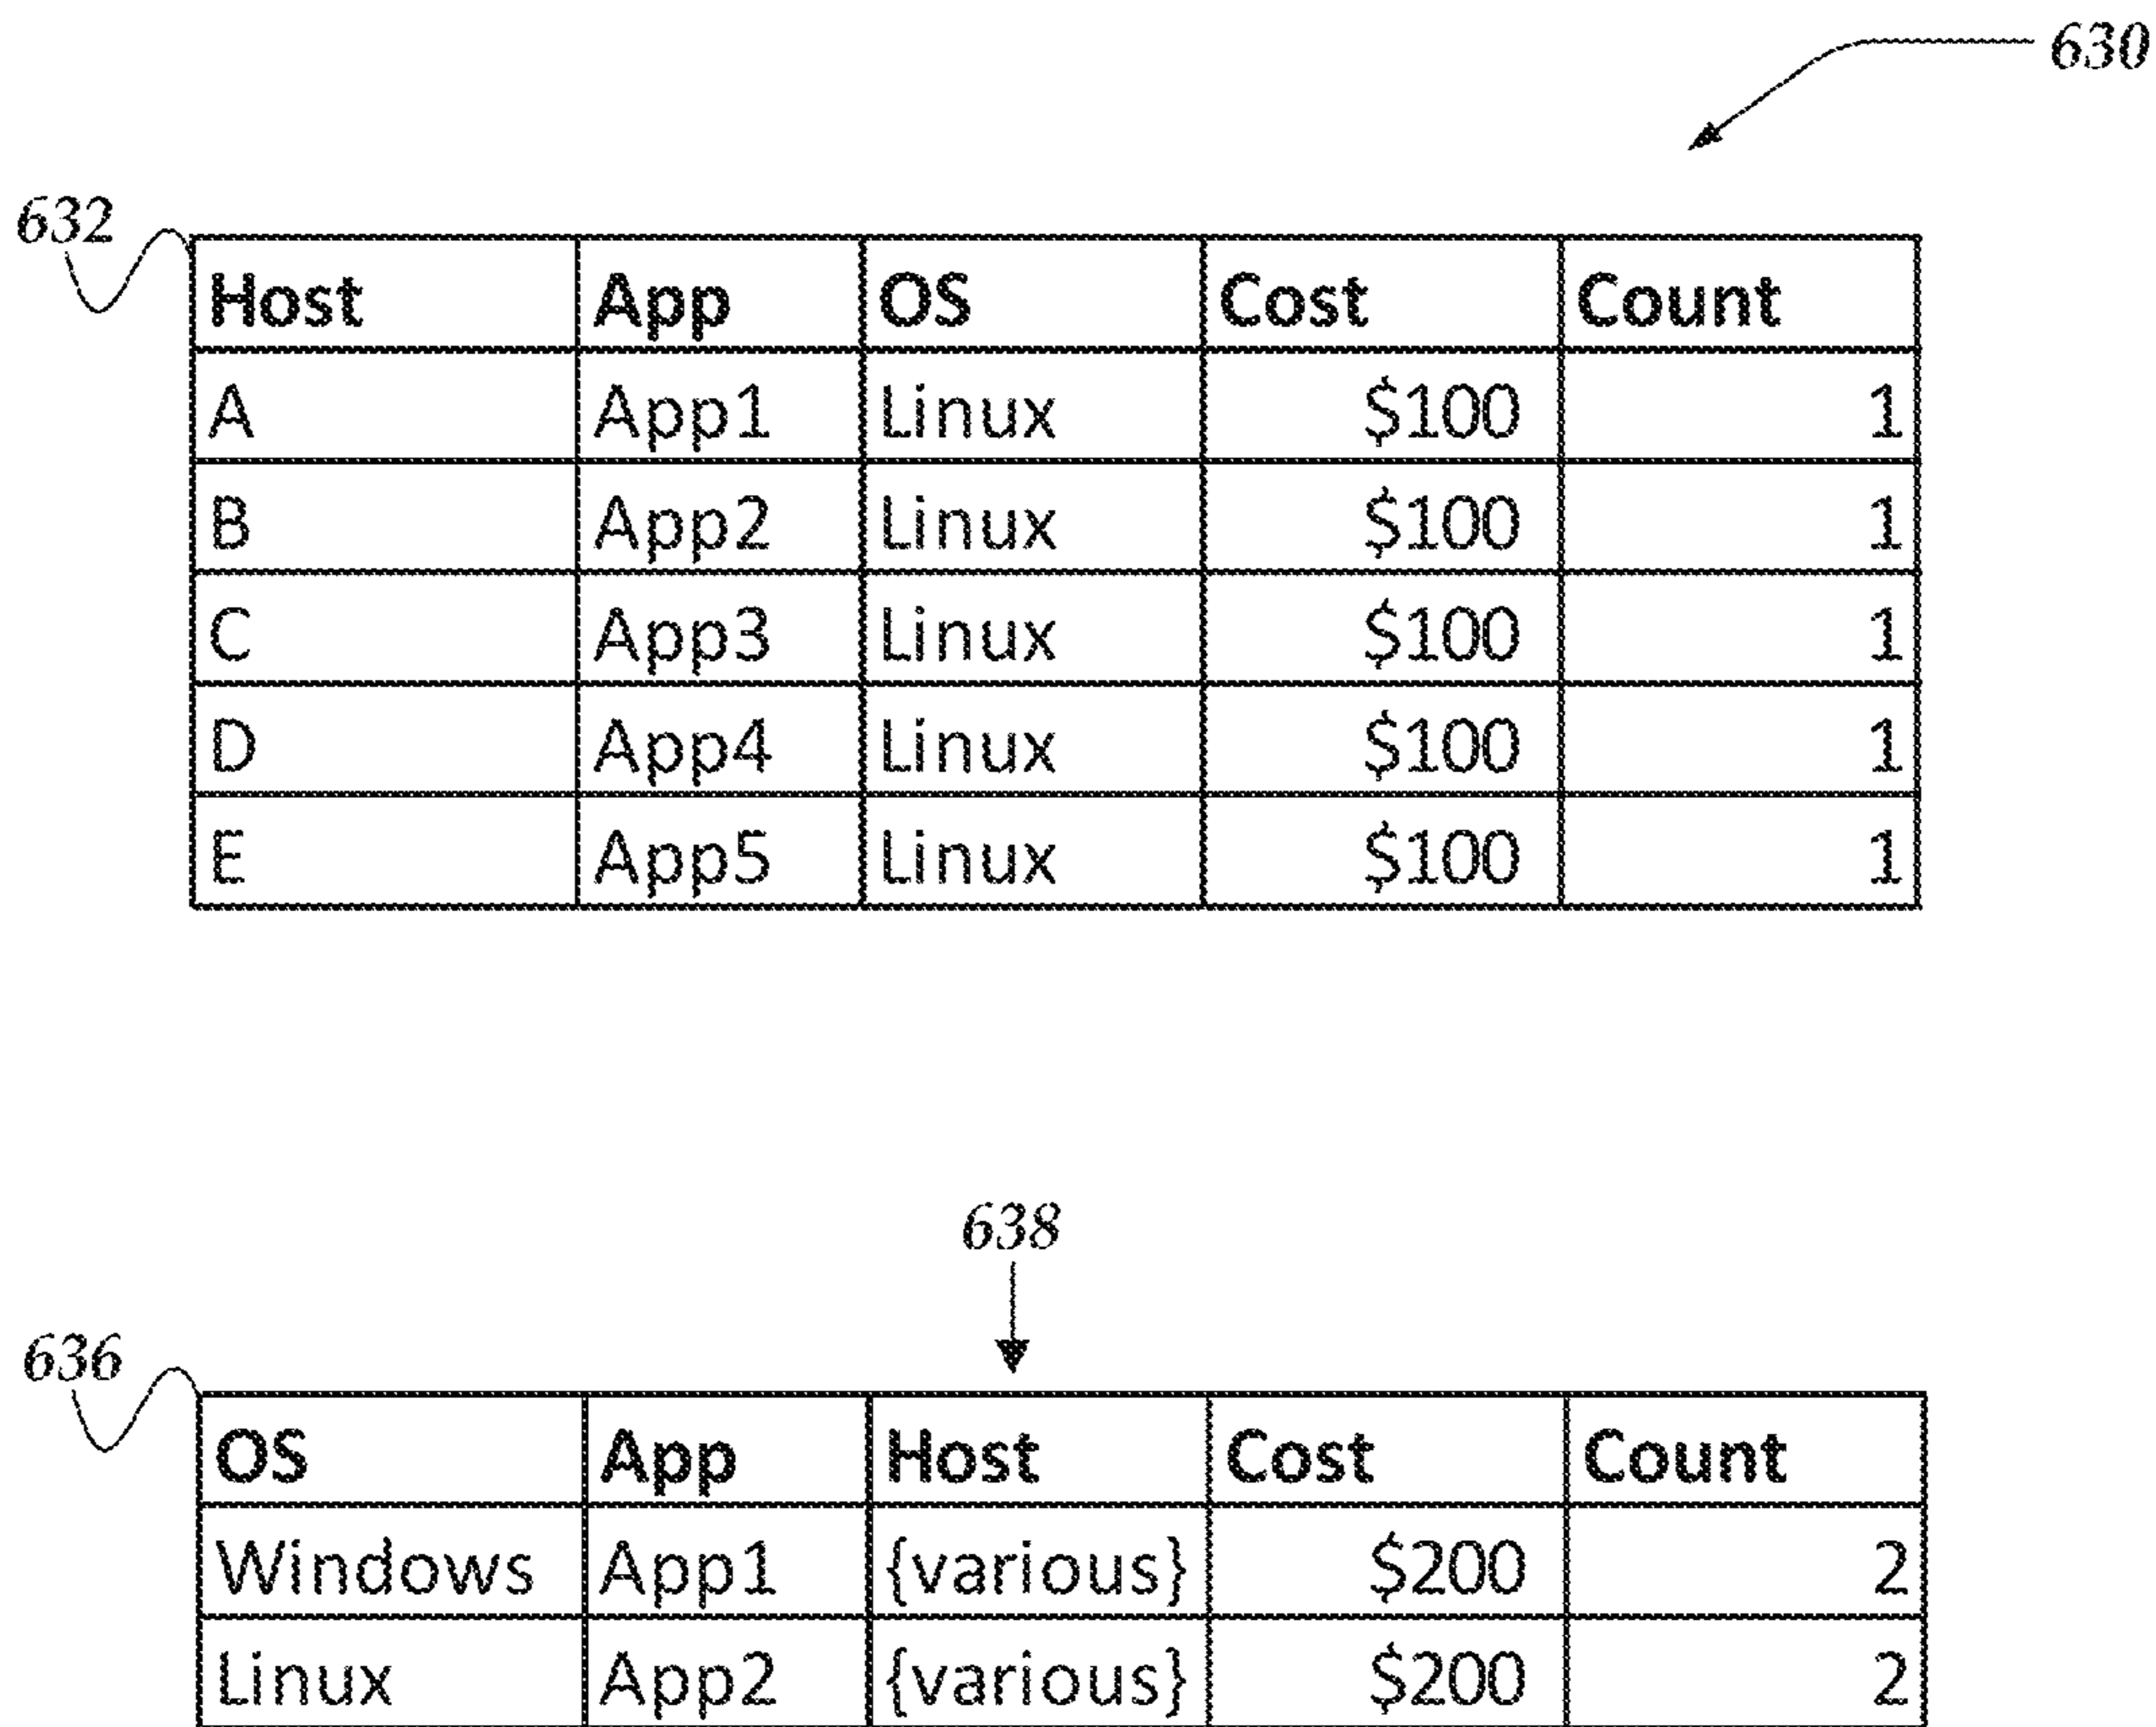 630
632
Host App OS Cost Count
A App1 Linux $100 1
B App2 Linux $100 1
C App3 Linux $100 1
D App4 Linux $100 1
E App5 Linux $100 1
638
636
OS App Host Cost Count
Windows App1 {various} $200 2
Linux App2 {various} $200 2